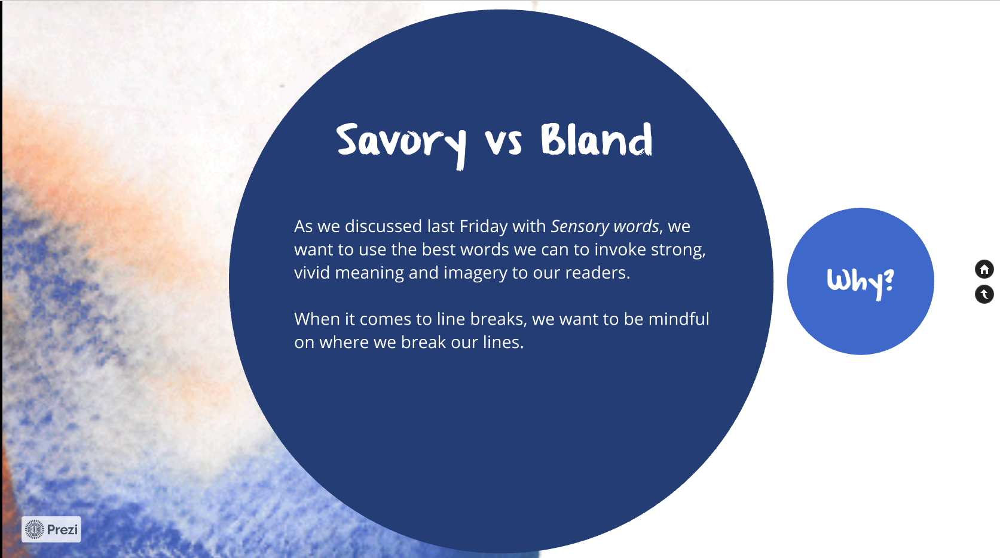 Savory vs Bland
As we discussed last Friday with Sensory words, we
want to use the best words we can to invoke strong,
vivid meaning and imagery to our readers.
When it comes to line breaks, we want to be mindful
on where we break our lines.
Why?
Prezi